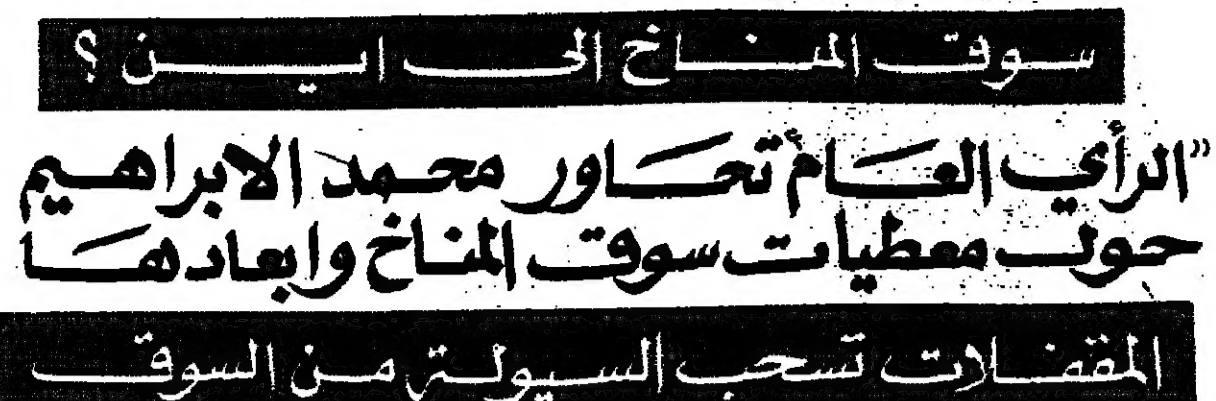 سوق المناخ الى اين ؟
"الرأي العام" تحاور محمد الابراهيم
حول معطيات سوق المناخ وابعادها
المقفلات تسحب السيولة من السوق